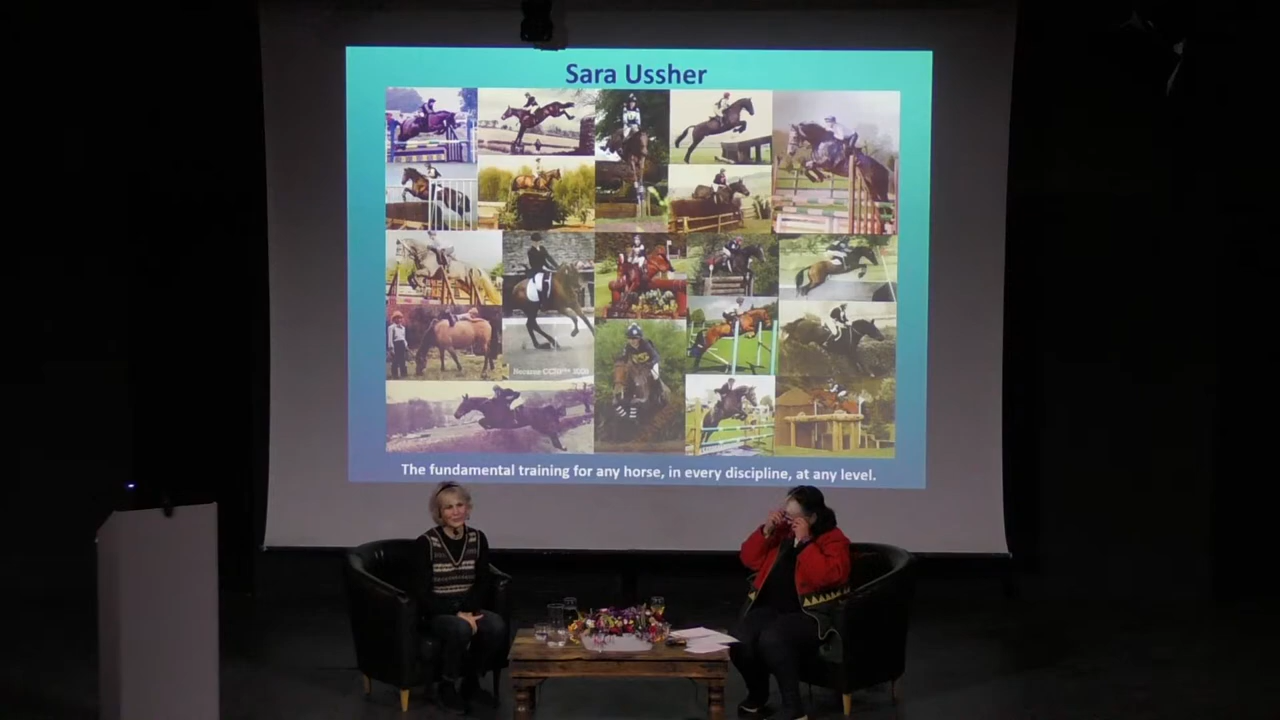 Sara Ussher
The fundamental training for any horse, in every discipline, at any level.